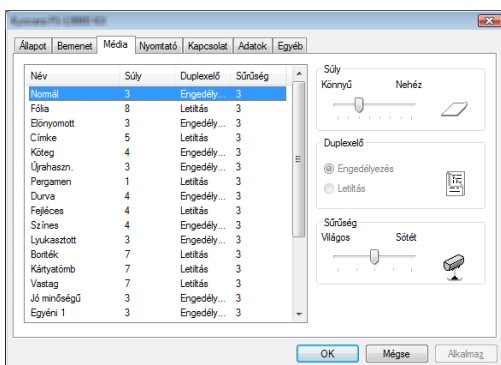 Állapot Bemenet Média Nyomtató Kapcsolat Adatok Egyéb
Név Súly Duplexelő Sűrűség
Normál 3 Engedély... 3
Fólia 8 Letiltás 3
Előnyomott 3 Engedély... 3
Címke 5 Letiltás 3
Köteg 4 Engedély... 3
Újrahaszn. 3 Engedély... 3
Pergamen 1 Letiltás 3
Durva 4 Engedély... 3
Fejléces 4 Engedély... 3
Színes 4 Engedély... 3
Lyukasztott 3 Engedély... 3
Boríték 7 Letiltás 3
Kártyatömb 7 Letiltás 3
Vastag 7 Letiltás 3
Jó minőségű 3 Engedély... 3
Egyéni 1 3 Engedély... 3
Súly
Könnyű Nehéz
Duplexelő
Engedélyezés
Letiltás
Sűrűség
Világos Sötét
OK Mégse Alkalmaz